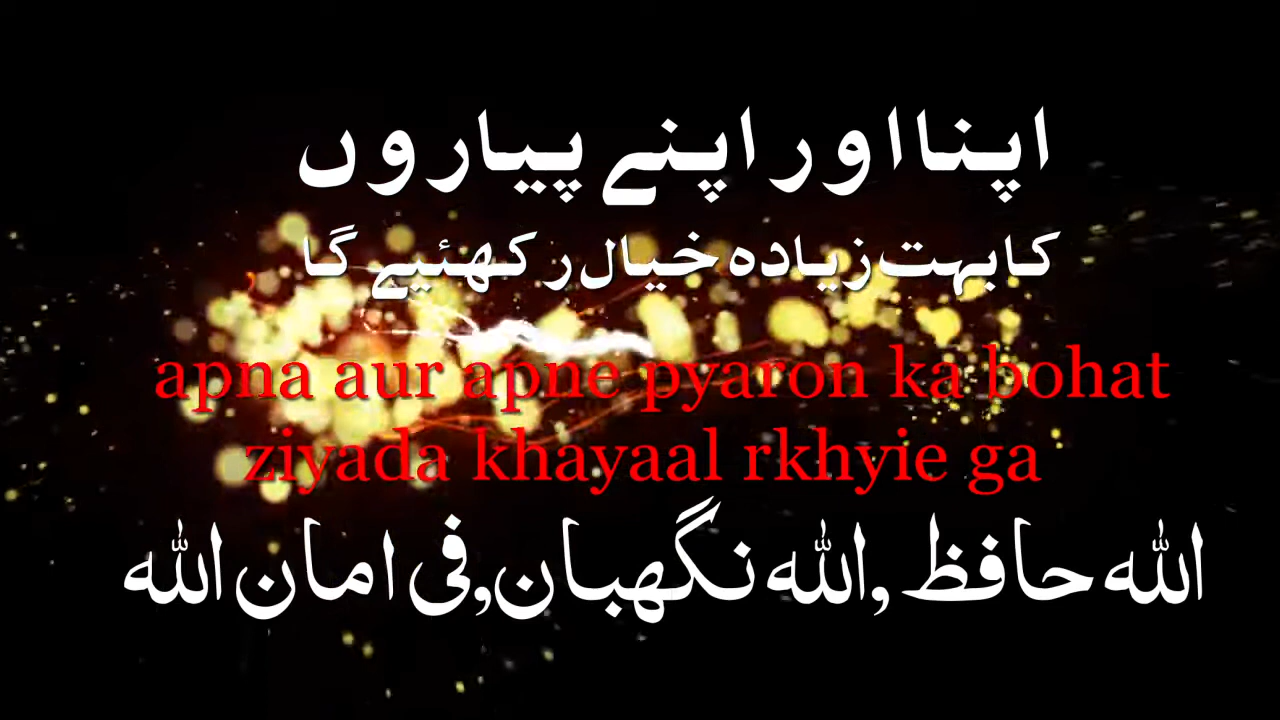 اپنا اور اپنے پیاروں
کا بہت زیادہ خیال رکھئیے گا
apna aur apne pyaron ka bohat
ziyada khayaal rkhyie ga
اللہ حافظ ,اللہ نگھبان,فی امان اللہ